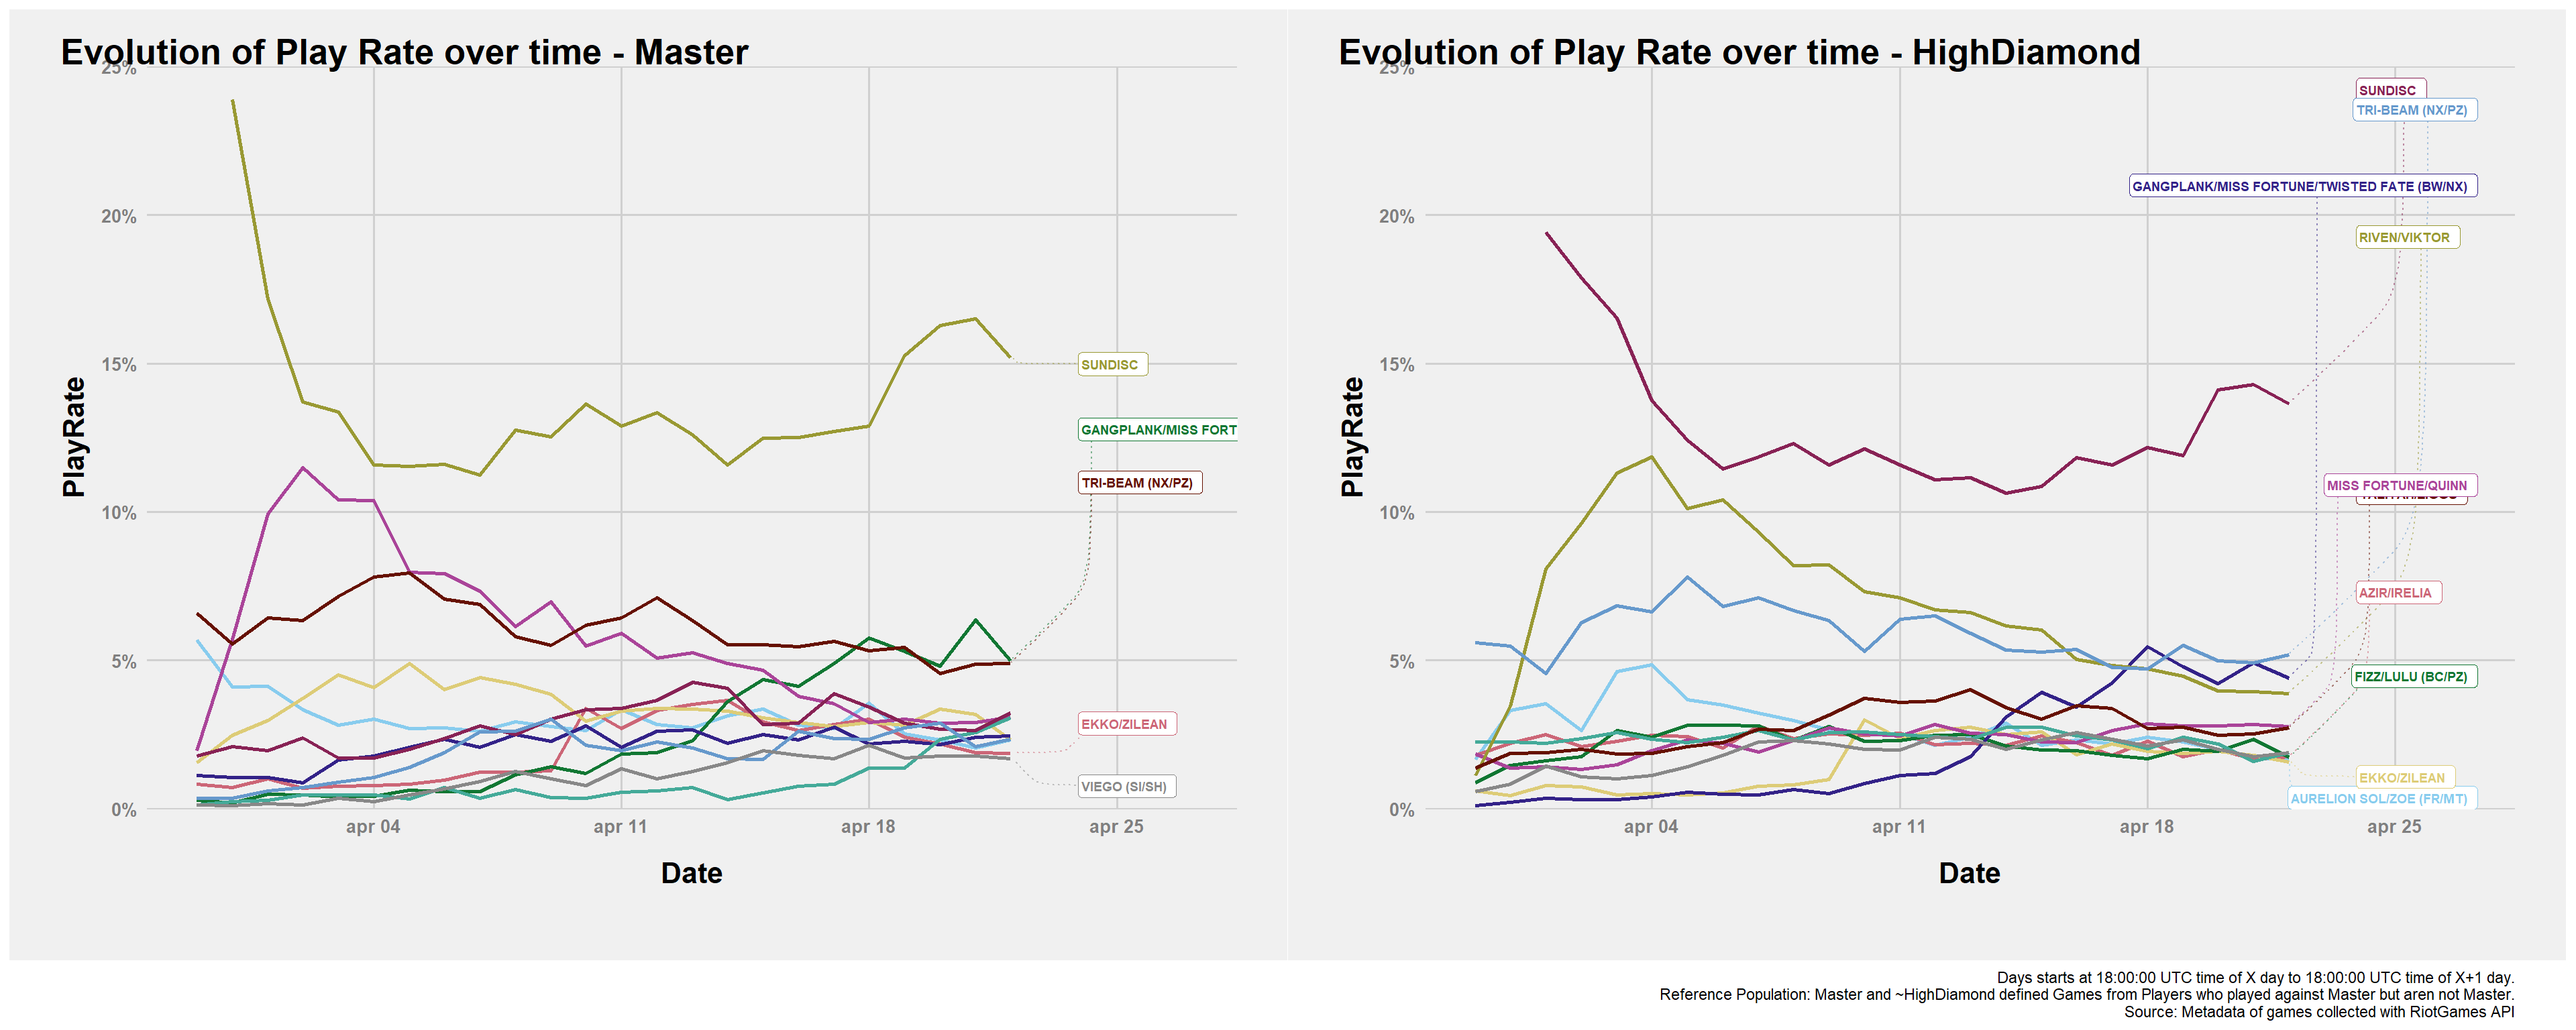 Evolution of Play Rate over time - Master
25%
20%
15%
10%
5%
0%
PlayRate
SUNDISC
GANGPLANK/MISS FORT
TRI-BEAM (NX/PZ)
EKKO/ZILEAN
VIEGO (SI/SH)
apr 04
apr 11
apr 18
apr 25
Date
Evolution of Play Rate over time - HighDiamond
25%
20%
15%
10%
5%
0%
PlayRate
SUNDISC
TRI-BEAM (NX/PZ)
GANGPLANK/MISS FORTUNE/TWISTED FATE (BW/NX)
RIVEN/VIKTOR
MISS FORTUNE/QUINN
AZIR/IRELIA
FIZZ/LULU (BC/PZ)
EKKO/ZILEAN
AURELION SOL/ZOE (FR/MT)
apr 04
apr 11
apr 18
apr 25
Date
Days starts at 18:00:00 UTC time of X day to 18:00:00 UTC time of X+1 day.
Reference Population: Master and ~HighDiamond defined Games from Players who played against Master but aren not Master.
Source: Metadata of games collected with RiotGames API